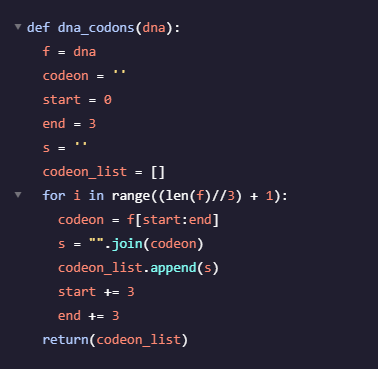 def dna_codons(dna):
  f = dna
  codeon = ''
  start = 0
  end = 3
  s = ''
  codeon_list = []
  for i in range((len(f)//3) + 1):
    codeon = f[start:end]
    s = "".join(codeon)
    codeon_list.append(s)
    start += 3
    end += 3
  return(codeon_list)